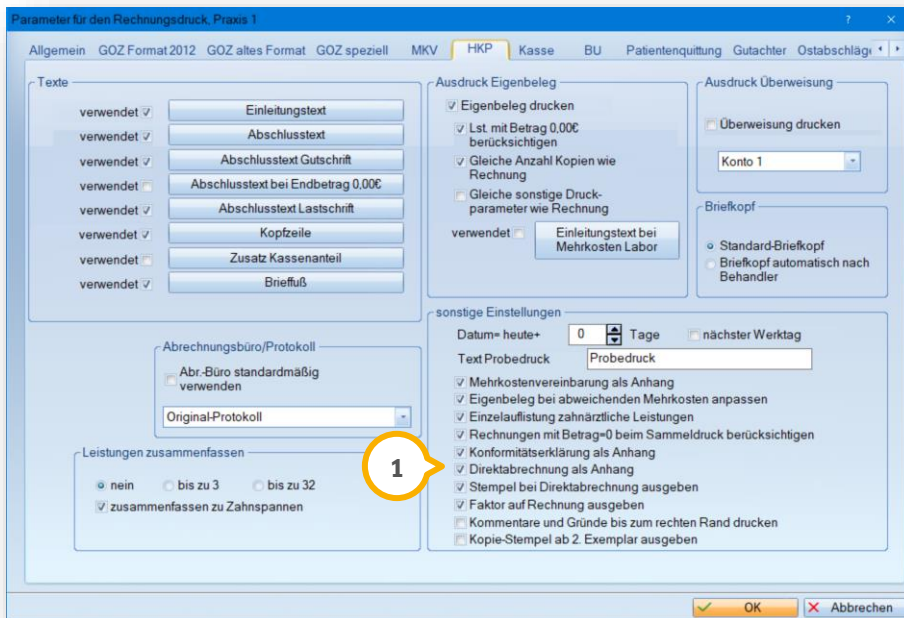 Parameter für den Rechnungsdruck, Praxis 1
Allgemein GOZ Format 2012 GOZ altes Format GOZ speziell MKV HKP Kasse BU Patientenquittung Gutachter Ostabschläge
Texte
verwendet Einleitungstext
verwendet Abschlusstext
verwendet Abschlusstext Gutschrift
verwendet Abschlusstext bei Endbetrag 0,00€
verwendet Abschlusstext Lastschrift
verwendet Kopfzeile
verwendet Zusatz Kassenanteil
verwendet Brieffuß
Ausdruck Eigenbeleg
Eigenbeleg drucken
Lst. mit Betrag 0,00€
berücksichtigen
Gleiche Anzahl Kopien wie
Rechnung
Gleiche sonstige Druck-
parameter wie Rechnung
verwendet Einleitungstext bei
Mehrkosten Labor
Ausdruck Überweisung
Überweisung drucken
Konto 1
Briefkopf
Standard-Briefkopf
Briefkopf automatisch nach
Behandler
Abrechnungsbüro/Protokoll
Abr.-Büro standardmäßig
verwenden
Original-Protokoll
Leistungen zusammenfassen
nein bis zu 3 bis zu 32
zusammenfassen zu Zahnspannen
sonstige Einstellungen
Datum= heute+ 0 Tage nächster Werktag
Text Probedruck Probedruck
Mehrkostenvereinbarung als Anhang
Eigenbeleg bei abweichenden Mehrkosten anpassen
Einzelauflistung zahnärztliche Leistungen
Rechnungen mit Betrag=0 beim Sammeldruck berücksichtigen
Konformitätserklärung als Anhang
1 Direktabrechnung als Anhang
Stempel bei Direktabrechnung ausgeben
Faktor auf Rechnung ausgeben
Kommentare und Gründe bis zum rechten Rand drucken
Kopie-Stempel ab 2. Exemplar ausgeben
OK Abbrechen